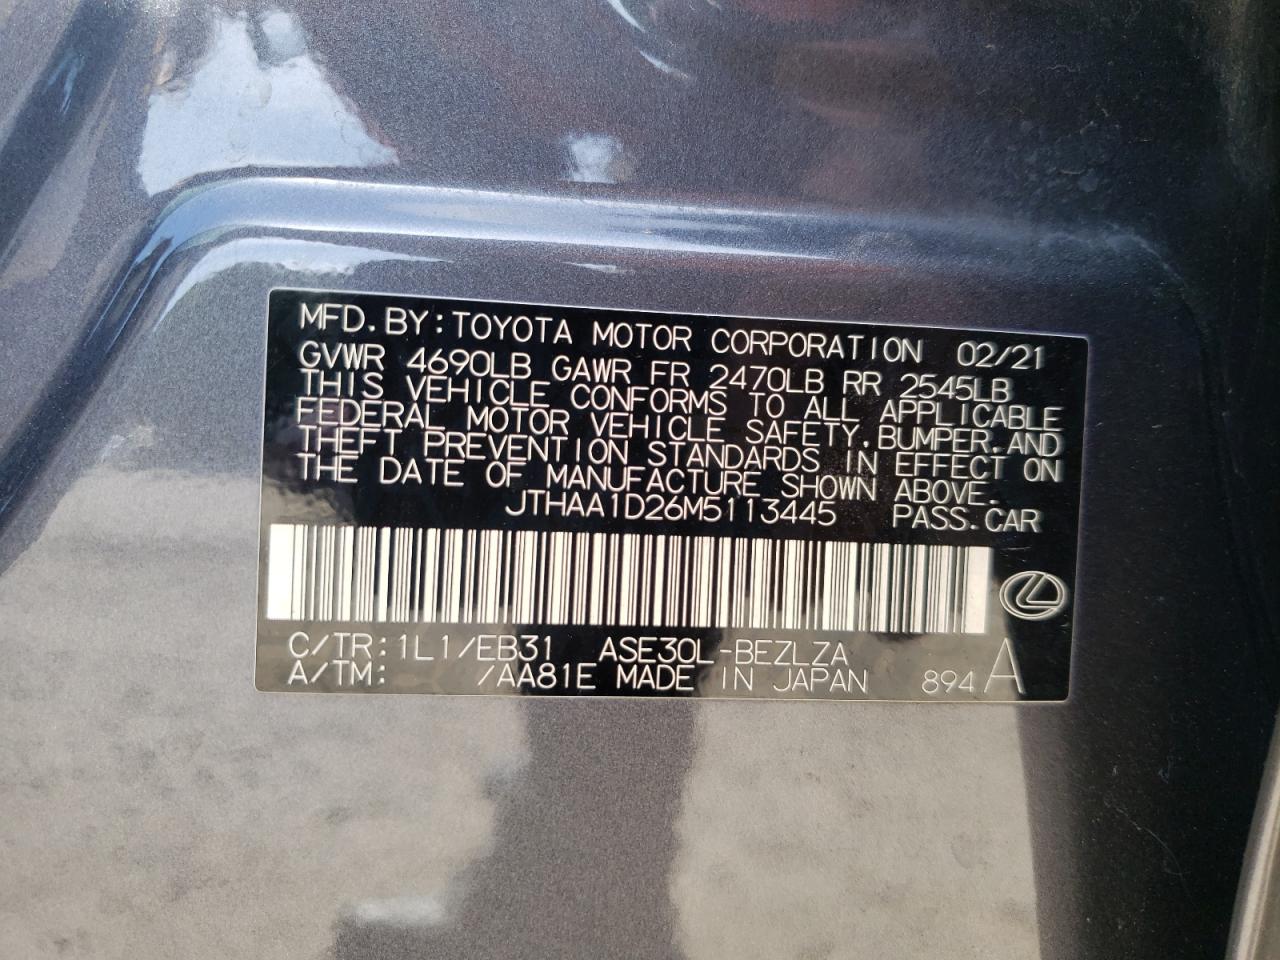 MFD. BY: TOYOTA MOTOR CORPORATION 02/21
GVWR 4690LB GAWR FR 2470LB RR 2545LB
THIS VEHICLE CONFORMS TO ALL APPLICABLE
FEDERAL MOTOR VEHICLE SAFETY, BUMPER, AND
THEFT PREVENTION STANDARDS IN EFFECT ON
THE DATE OF MANUFACTURE SHOWN ABOVE.
JTHAA1D26M5113445 PASS. CAR
C/TR: 1L1/EB31 ASE30L-BEZLZA
A/TM: /AA81E MADE IN JAPAN 894 A